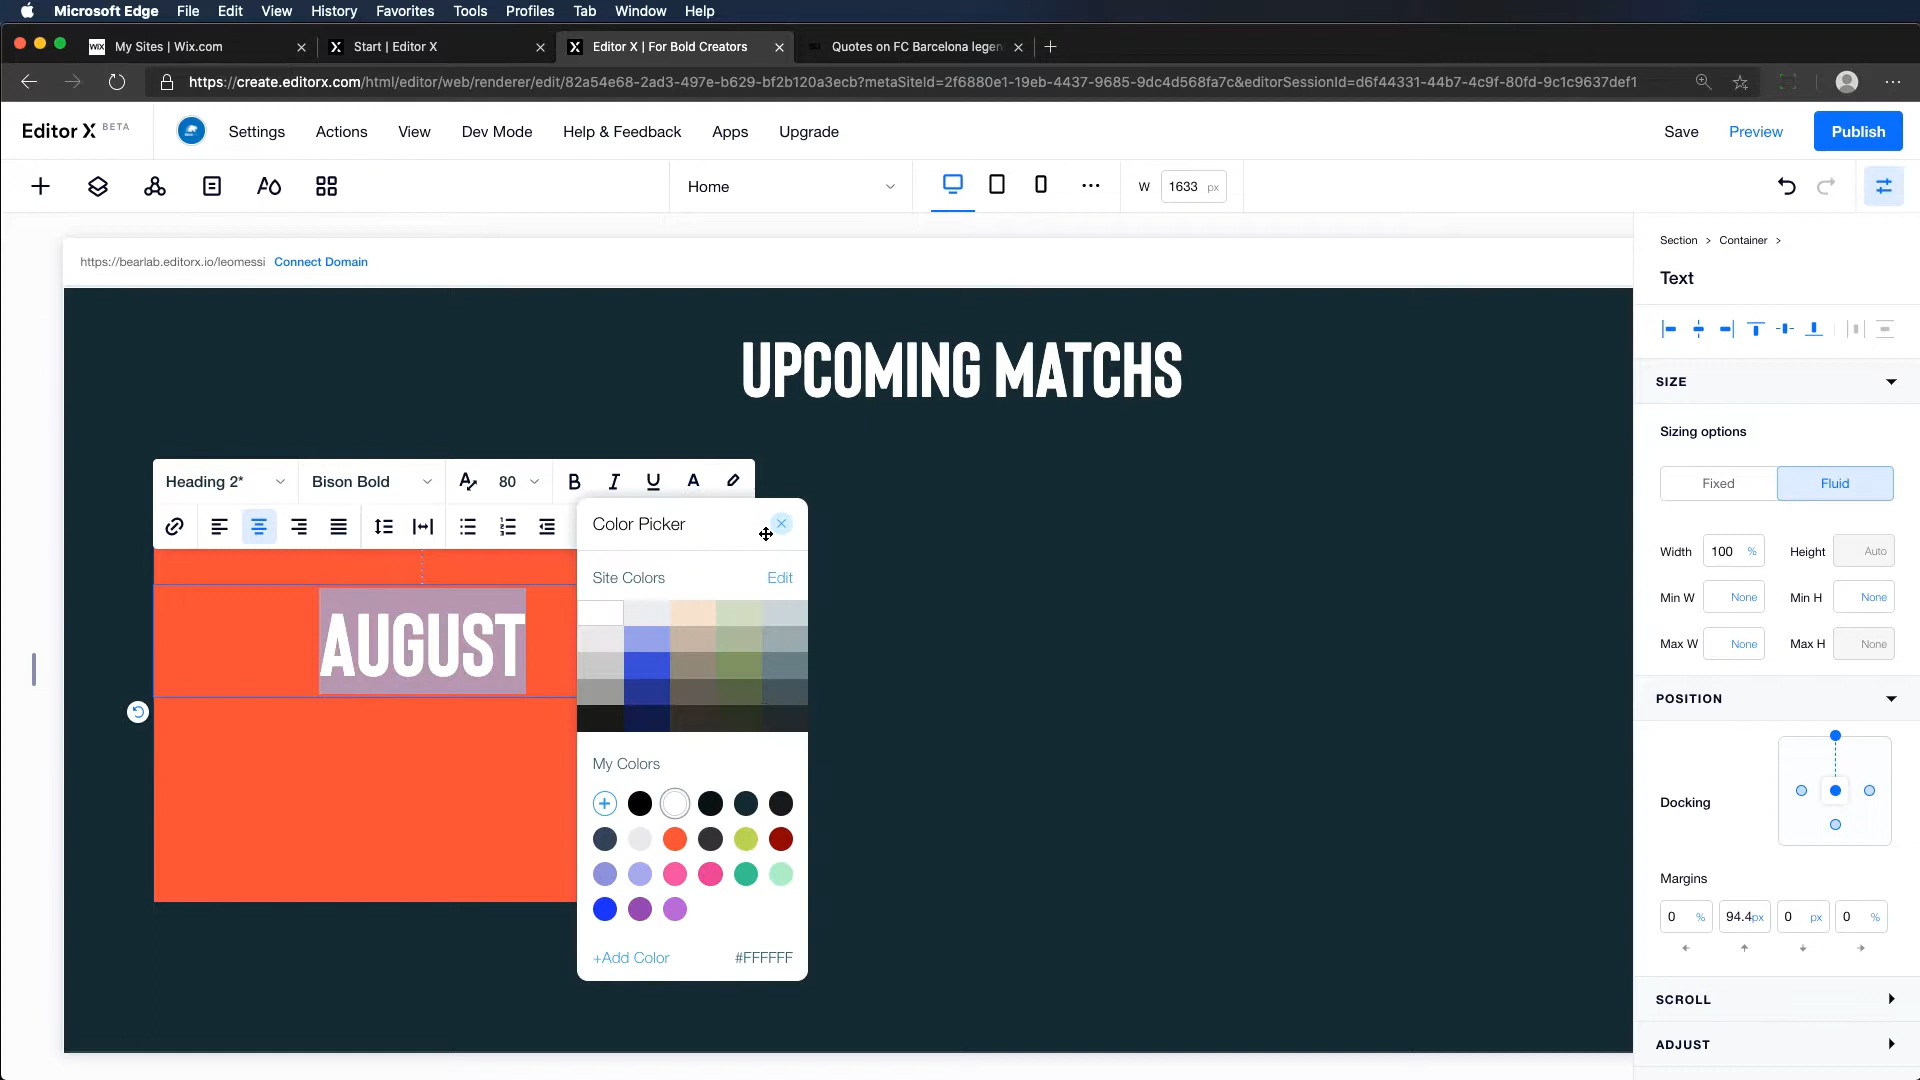 Microsoft Edge File Edit View History Favorites Tools Profiles Tab Window Help
WIX My Sites | Wix.com
X Start | Editor X
X Editor X | For Bold Creators
Quotes on FC Barcelona legen
https://create.editorx.com/html/editor/web/renderer/edit/82a54e68-2ad3-497e-b629-bf2b120a3ecb?metaSiteId=2f6880e1-19eb-4437-9685-9dc4d568fa7c&editorSessionId=d6f44331-44b7-4c9f-80fd-9c1c9637def1
Editor X BETA Settings Actions View Dev Mode Help & Feedback Apps Upgrade Save Preview Publish
Home W 1633 px
https://bearlab.editorx.io/leomessi Connect Domain
UPCOMING MATCHS
Heading 2* Bison Bold 80 B I U A
AUGUST
Color Picker
Site Colors Edit
My Colors
+Add Color #FFFFFF
Section > Container >
Text
SIZE
Sizing options
Fixed Fluid
Width 100 % Height Auto
Min W None Min H None
Max W None Max H None
POSITION
Docking
Margins
0 % 94.4px 0 px 0 %
SCROLL
ADJUST